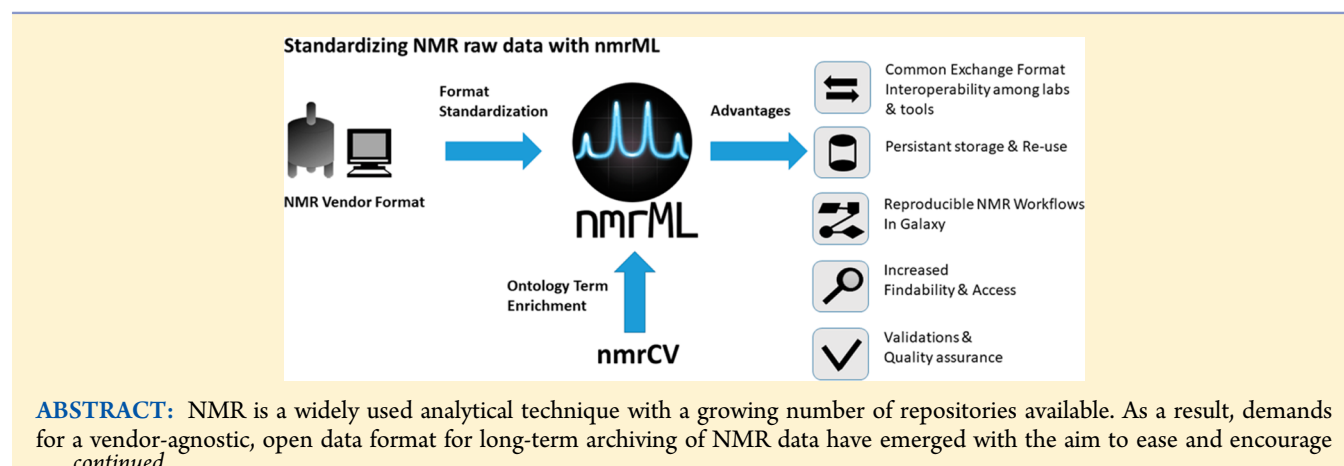 Standardizing NMR raw data with nmrML
Format
Standardization
NMR Vendor Format
nmrML
Ontology Term
Enrichment
nmrCV
Advantages
Common Exchange Format
Interoperability among labs
& tools
Persistant storage & Re-use
Reproducible NMR Workflows
In Galaxy
Increased
Findability & Access
Validations &
Quality assurance
ABSTRACT: NMR is a widely used analytical technique with a growing number of repositories available. As a result, demands
for a vendor-agnostic, open data format for long-term archiving of NMR data have emerged with the aim to ease and encourage
continued